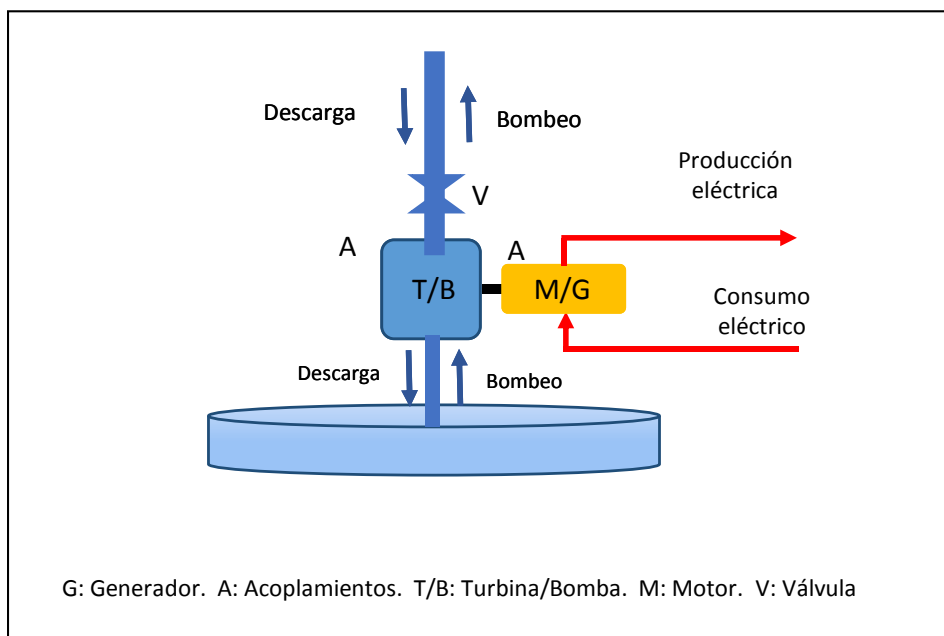 Descarga
Bombeo
Producción
eléctrica
V
A
A
T/B
M/G
Consumo
eléctrico
Descarga
Bombeo
G: Generador. A: Acoplamientos. T/B: Turbina/Bomba. M: Motor. V: Válvula